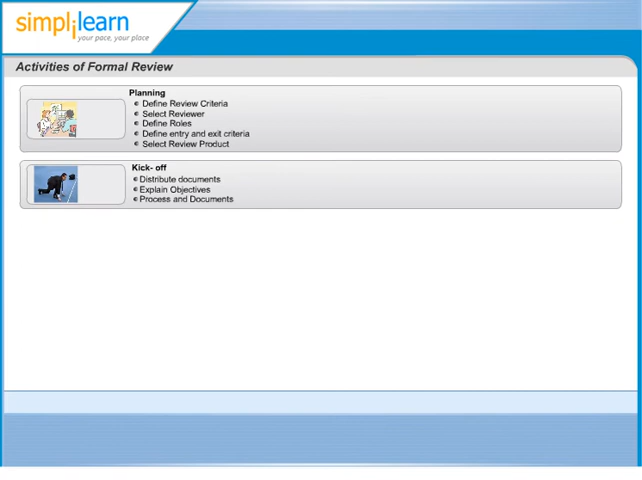 simplilearn
your pace, your place
Activities of Formal Review
Planning
Define Review Criteria
Select Reviewer
Define Roles
Define entry and exit criteria
Select Review Product
Kick- off
Distribute documents
Explain Objectives
Process and Documents